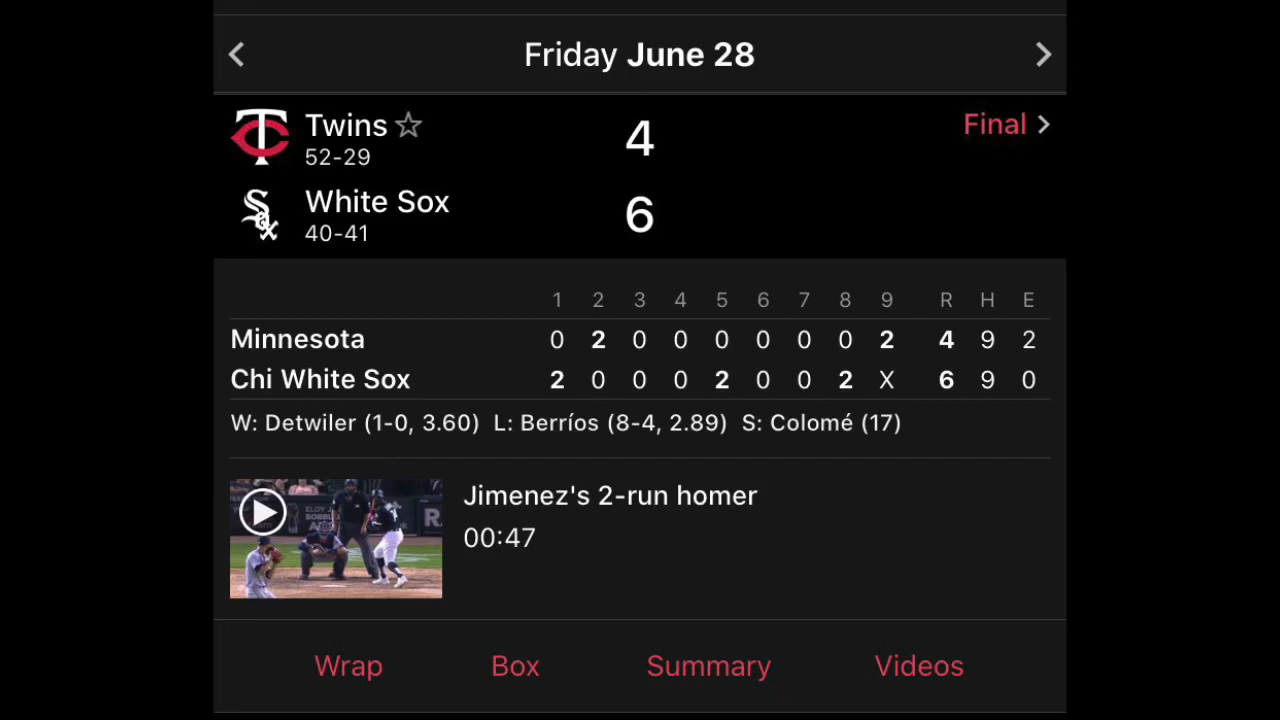 Friday June 28
Twins
4
Final
52-29
White Sox
6
40-41
1 2 3 4 5 6 7 8 9 R H E
Minnesota 0 2 0 0 0 0 0 0 2 4 9 2
Chi White Sox 2 0 0 0 2 0 0 2 X 6 9 0
W: Detwiler (1-0, 3.60) L: Berríos (8-4, 2.89) S: Colomé (17)
Jimenez's 2-run homer
00:47
Wrap Box Summary Videos